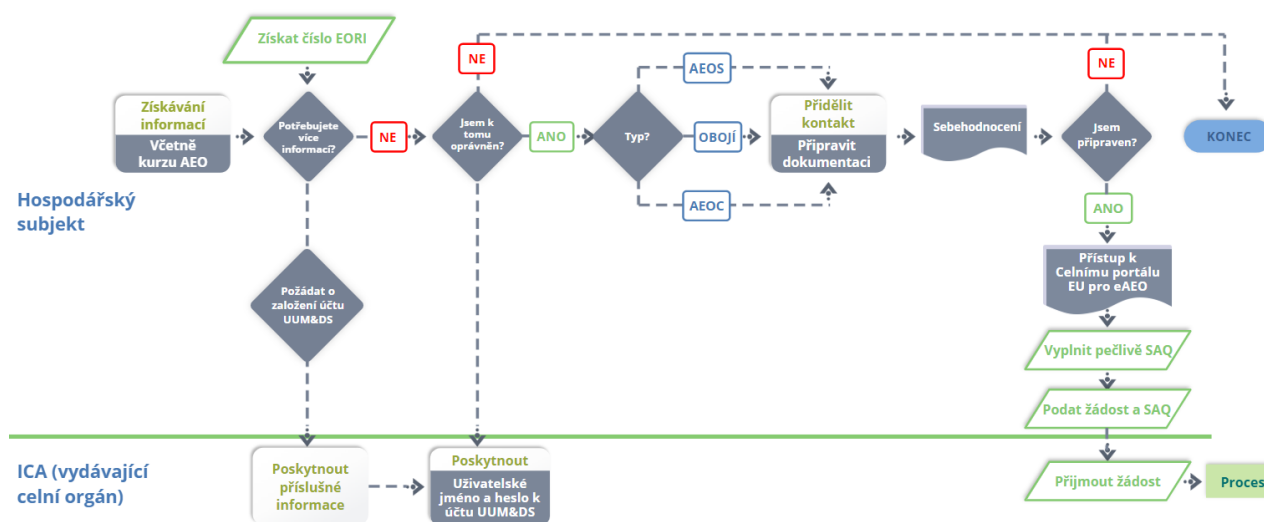 Získat číslo EORI
NE
NE
AEOS
Získávání
informací
Včetně
kurzu AEO
Potřebujete
více
informací?
NE
Jsem k
tomu
oprávněn?
ANO
Typ?
OBOJÍ
Přidělit
kontakt
Připravit
dokumentaci
Sebehodnocení
Jsem
připraven?
KONEC
AEOC
ANO
Hospodářský
subjekt
Přístup k
Celnímu portálu
EU pro eAEO
Požádat o
založení účtu
UUM&DS
Vyplnit pečlivě SAQ
Podat žádost a SAQ
ICA (vydávající
celní orgán)
Poskytnout
příslušné
informace
Poskytnout
Uživatelské
jméno a heslo k
účtu UUM&DS
Přijmout žádost
Proces